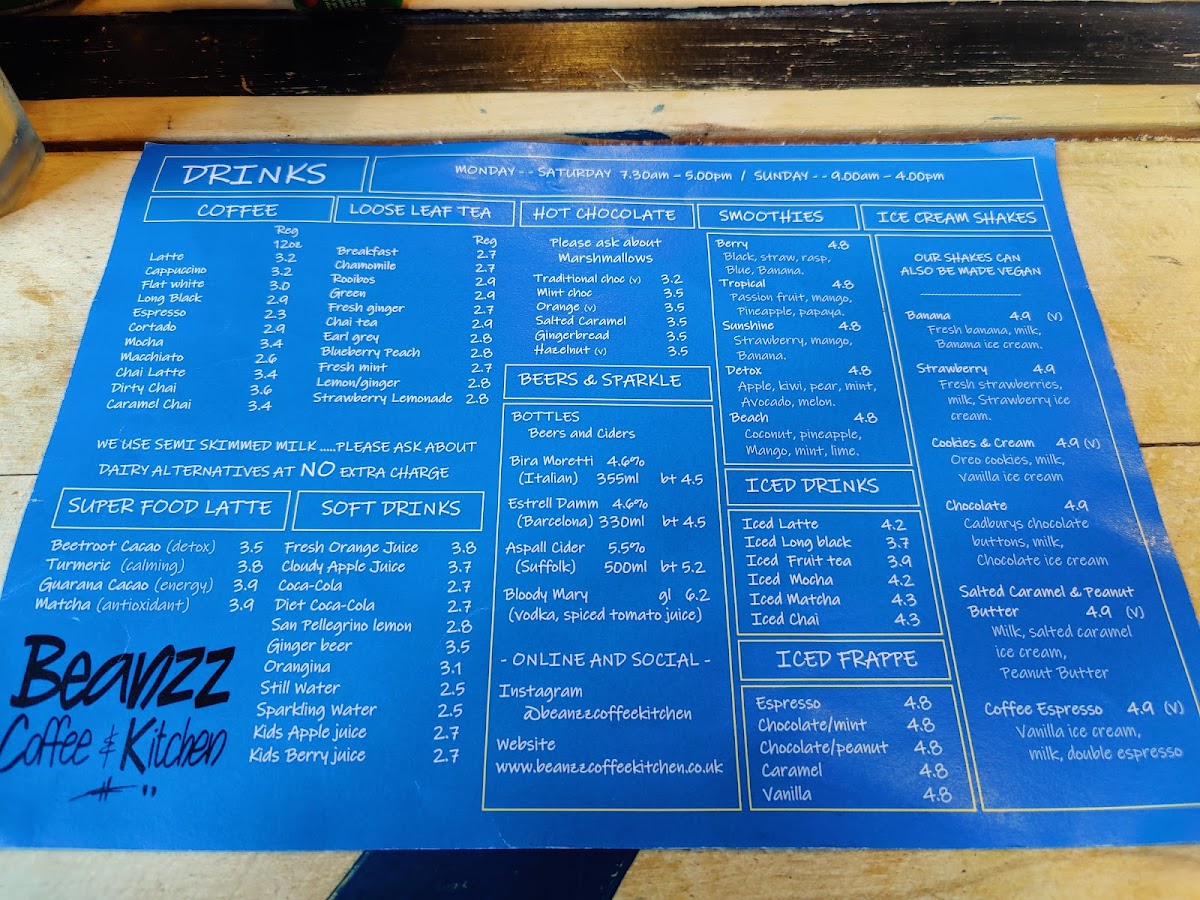 DRINKS
MONDAY - - SATURDAY 7.30am - 5.00pm / SUNDAY - - 9.00am - 4.00pm
COFFEE
Reg
12oz
Latte 3.2
Cappuccino 3.2
Flat white 3.0
Long Black 2.9
Espresso 2.3
Cortado 2.9
Mocha 3.4
Macchiato 2.6
Chai Latte 3.4
Dirty Chai 3.6
Caramel Chai 3.4
LOOSE LEAF TEA
Reg
Breakfast 2.7
Chamomile 2.7
Rooibos 2.9
Green 2.9
Fresh ginger 2.7
Chai tea 2.9
Earl grey 2.8
Blueberry Peach 2.8
Fresh mint 2.7
Lemon/ginger 2.8
Strawberry Lemonade 2.8
WE USE SEMI SKIMMED MILK .....PLEASE ASK ABOUT
DAIRY ALTERNATIVES AT NO EXTRA CHARGE
SUPER FOOD LATTE
Beetroot Cacao (detox) 3.5
Turmeric (calming) 3.8
Guarana Cacao (energy) 3.9
Matcha (antioxidant) 3.9
Beanzz
Coffee & Kitchen
SOFT DRINKS
Fresh Orange Juice 3.8
Cloudy Apple Juice 3.7
Coca-Cola 2.7
Diet Coca-Cola 2.7
San Pellegrino lemon 2.8
Ginger beer 3.5
Orangina 3.1
Still Water 2.5
Sparkling Water 2.5
Kids Apple juice 2.7
Kids Berry juice 2.7
HOT CHOCOLATE
Please ask about
Marshmallows
Traditional choc (v) 3.2
Mint choc 3.5
Orange (v) 3.5
Salted Caramel 3.5
Gingerbread 3.5
Hazelnut (v) 3.5
BEERS & SPARKLE
BOTTLES
Beers and Ciders
Bira Moretti 4.6%
(Italian) 355ml bt 4.5
Estrell Damm 4.6%
(Barcelona) 330ml bt 4.5
Aspall Cider 5.5%
(Suffolk) 500ml bt 5.2
Bloody Mary gl 6.2
(vodka, spiced tomato juice)
- ONLINE AND SOCIAL -
Instagram
@beanzzcoffeekitchen
Website
www.beanzzcoffeekitchen.co.uk
SMOOTHIES
Berry 4.8
Black, straw, rasp,
Blue, Banana.
Tropical 4.8
Passion fruit, mango,
Pineapple, papaya.
Sunshine 4.8
Strawberry, mango,
Banana.
Detox 4.8
Apple, kiwi, pear, mint,
Avocado, melon.
Beach 4.8
Coconut, pineapple,
Mango, mint, lime.
ICED DRINKS
Iced Latte 4.2
Iced Long black 3.7
Iced Fruit tea 3.9
Iced Mocha 4.2
Iced Matcha 4.3
Iced Chai 4.3
ICED FRAPPE
Espresso 4.8
Chocolate/mint 4.8
Chocolate/peanut 4.8
Caramel 4.8
Vanilla 4.8
ICE CREAM SHAKES
OUR SHAKES CAN
ALSO BE MADE VEGAN
Banana 4.9 (V)
Fresh banana, milk,
Banana ice cream.
Strawberry 4.9
Fresh strawberries,
milk, Strawberry ice
cream.
Cookies & Cream 4.9 (V)
Oreo cookies, milk,
Vanilla ice cream
Chocolate 4.9
Cadburys chocolate
buttons, milk,
Chocolate ice cream
Salted Caramel & Peanut
Butter 4.9 (V)
Milk, salted caramel
ice cream,
Peanut Butter
Coffee Espresso 4.9 (V)
Vanilla ice cream,
milk, double espresso